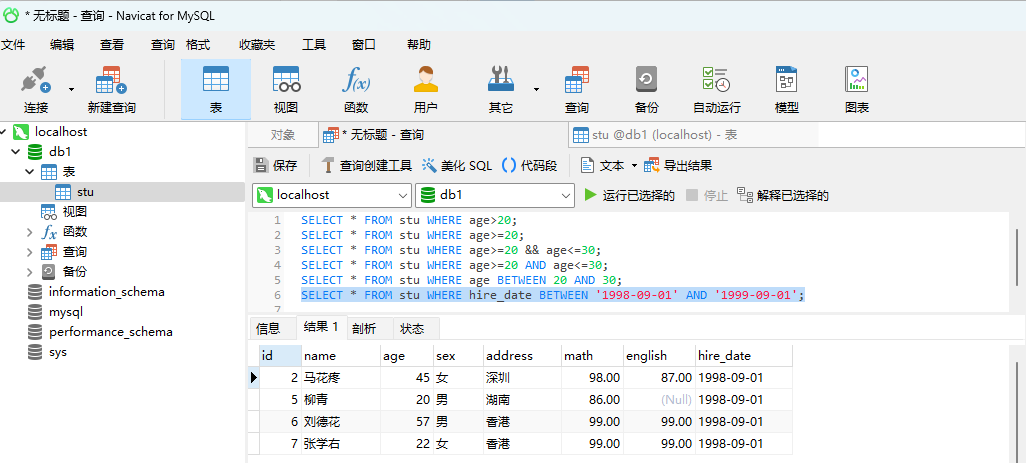 * 无标题 - 查询 - Navicat for MySQL
文件 编辑 查看 查询 格式 收藏夹 工具 窗口 帮助
连接 新建查询 表 视图 函数 用户 其它 查询 备份 自动运行 模型 图表
localhost
db1
表
stu
视图
函数
查询
备份
information_schema
mysql
performance_schema
sys
对象 * 无标题 - 查询 stu @db1 (localhost) - 表
保存 查询创建工具 美化 SQL 代码段 文本 导出结果
localhost db1 运行已选择的 停止 解释已选择的
1 SELECT * FROM stu WHERE age>20;
2 SELECT * FROM stu WHERE age>=20;
3 SELECT * FROM stu WHERE age>=20 && age<=30;
4 SELECT * FROM stu WHERE age>=20 AND age<=30;
5 SELECT * FROM stu WHERE age BETWEEN 20 AND 30;
6 SELECT * FROM stu WHERE hire_date BETWEEN '1998-09-01' AND '1999-09-01';
7
信息 结果 1 剖析 状态
id name age sex address math english hire_date
2 马花疼 45 女 深圳 98.00 87.00 1998-09-01
5 柳青 20 男 湖南 86.00 (Null) 1998-09-01
6 刘德花 57 男 香港 99.00 99.00 1998-09-01
7 张学右 22 女 香港 99.00 99.00 1998-09-01